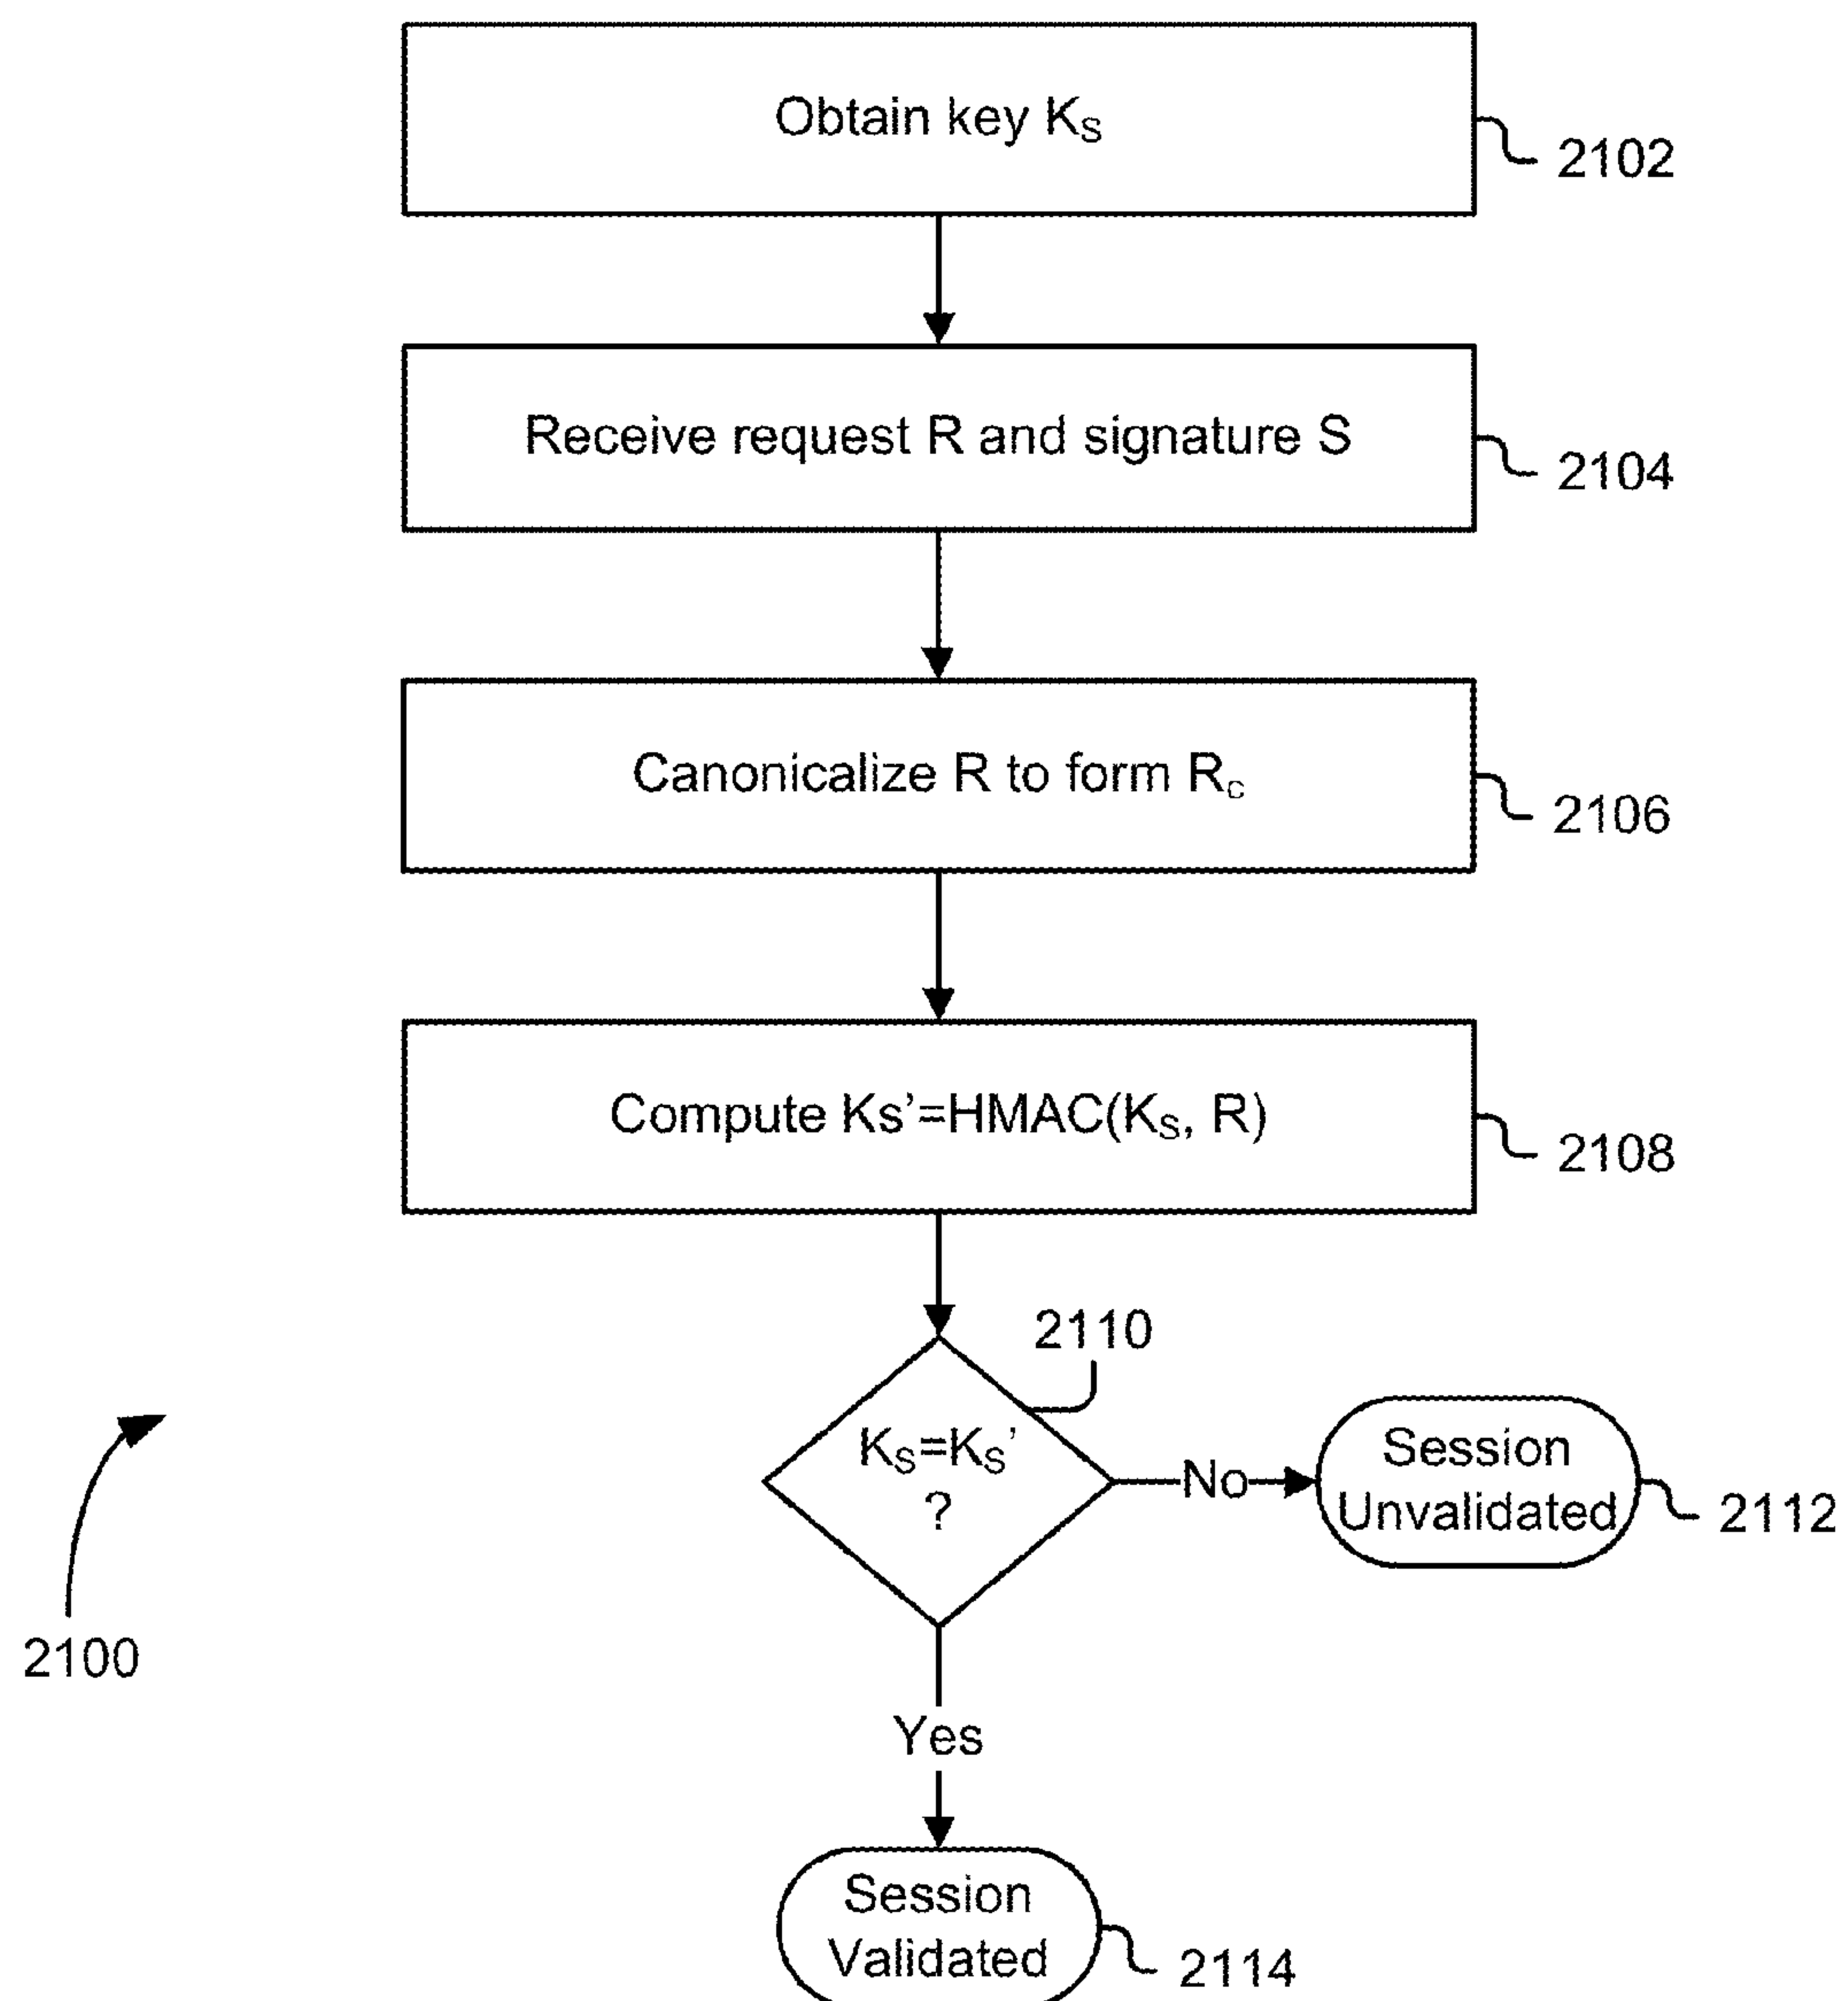 Obtain key Kₛ
2102
Receive request R and signature S
2104
Canonicalize R to form R꜀
2106
Compute Ks’=HMAC(Kₛ, R)
2108
2110
Kₛ=Kₛ’
?
No
Session
Unvalidated
2112
2100
Yes
Session
Validated
2114